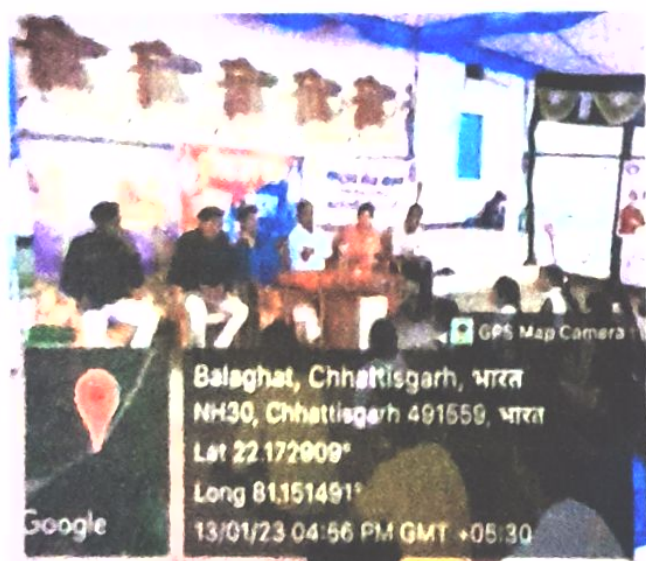 GPS Map Camera
Balaghat, Chhattisgarh, भारत
NH30, Chhattisgarh 491559, भारत
Lat 22.172909°
Long 81.151491°
13/01/23 04:56 PM GMT +05:30
Google